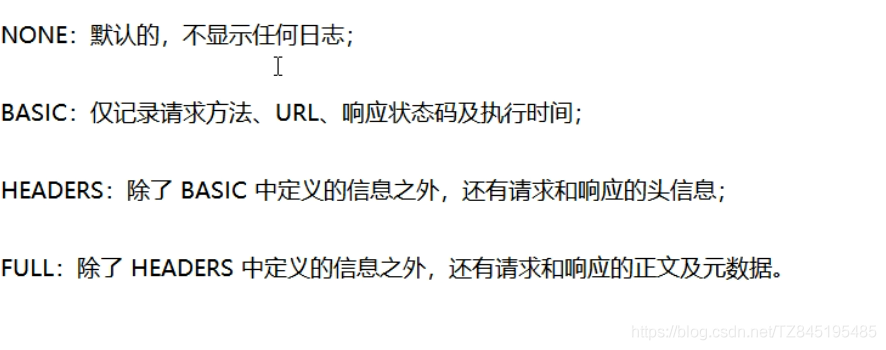 NONE：默认的，不显示任何日志；
BASIC：仅记录请求方法、URL、响应状态码及执行时间；
HEADERS：除了 BASIC 中定义的信息之外，还有请求和响应的头信息；
FULL：除了 HEADERS 中定义的信息之外，还有请求和响应的正文及元数据。
https://blog.csdn.net/TZ845195485